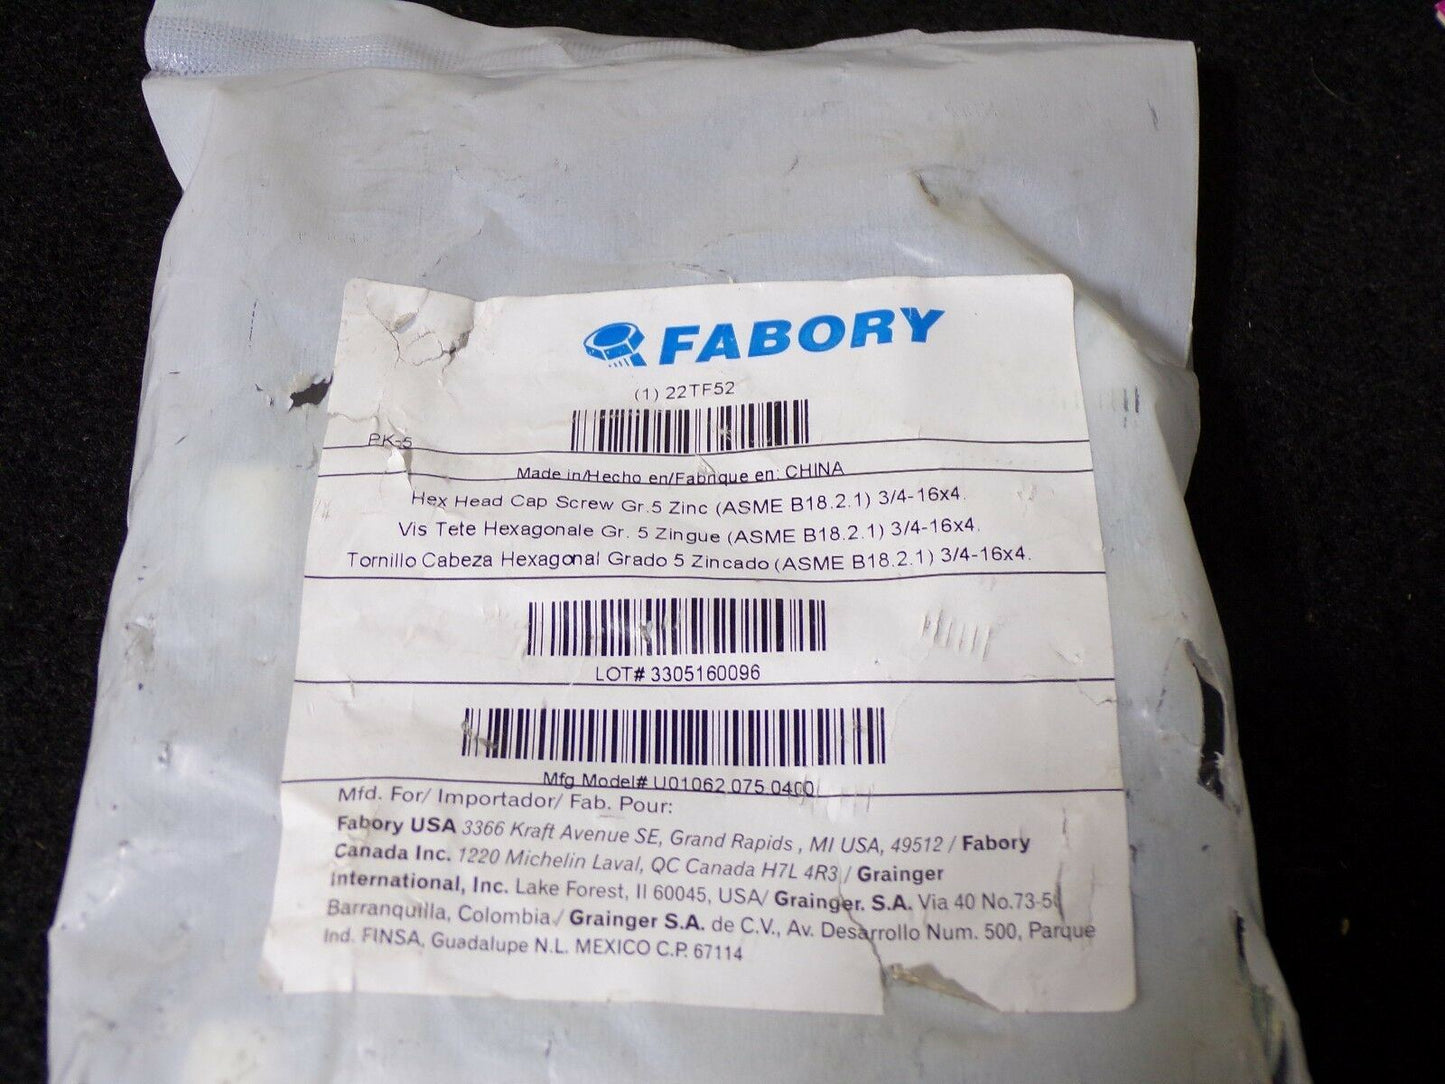 FABORY
(1) 22TF52
PK-5
Made in/Hecho en/Fabrique en: CHINA
Hex Head Cap Screw Gr.5 Zinc (ASME B18.2.1) 3/4-16x4.
Vis Tete Hexagonale Gr. 5 Zingue (ASME B18.2.1) 3/4-16x4.
Tornillo Cabeza Hexagonal Grado 5 Zincado (ASME B18.2.1) 3/4-16x4.
LOT# 3305160096
Mfg Model# U01062.075.0400
Mfd. For/ Importador/ Fab. Pour:
Fabory USA 3366 Kraft Avenue SE, Grand Rapids , MI USA, 49512 / Fabory
Canada Inc. 1220 Michelin Laval, QC Canada H7L 4R3 / Grainger
International, Inc. Lake Forest, Il 60045, USA/ Grainger. S.A. Via 40 No.
Barranquilla, Colombia / Grainger S.A. de C.V., Av. Desarrollo Num. 500, Parque
Ind. FINSA, Guadalupe N.L. MEXICO C.P. 67114